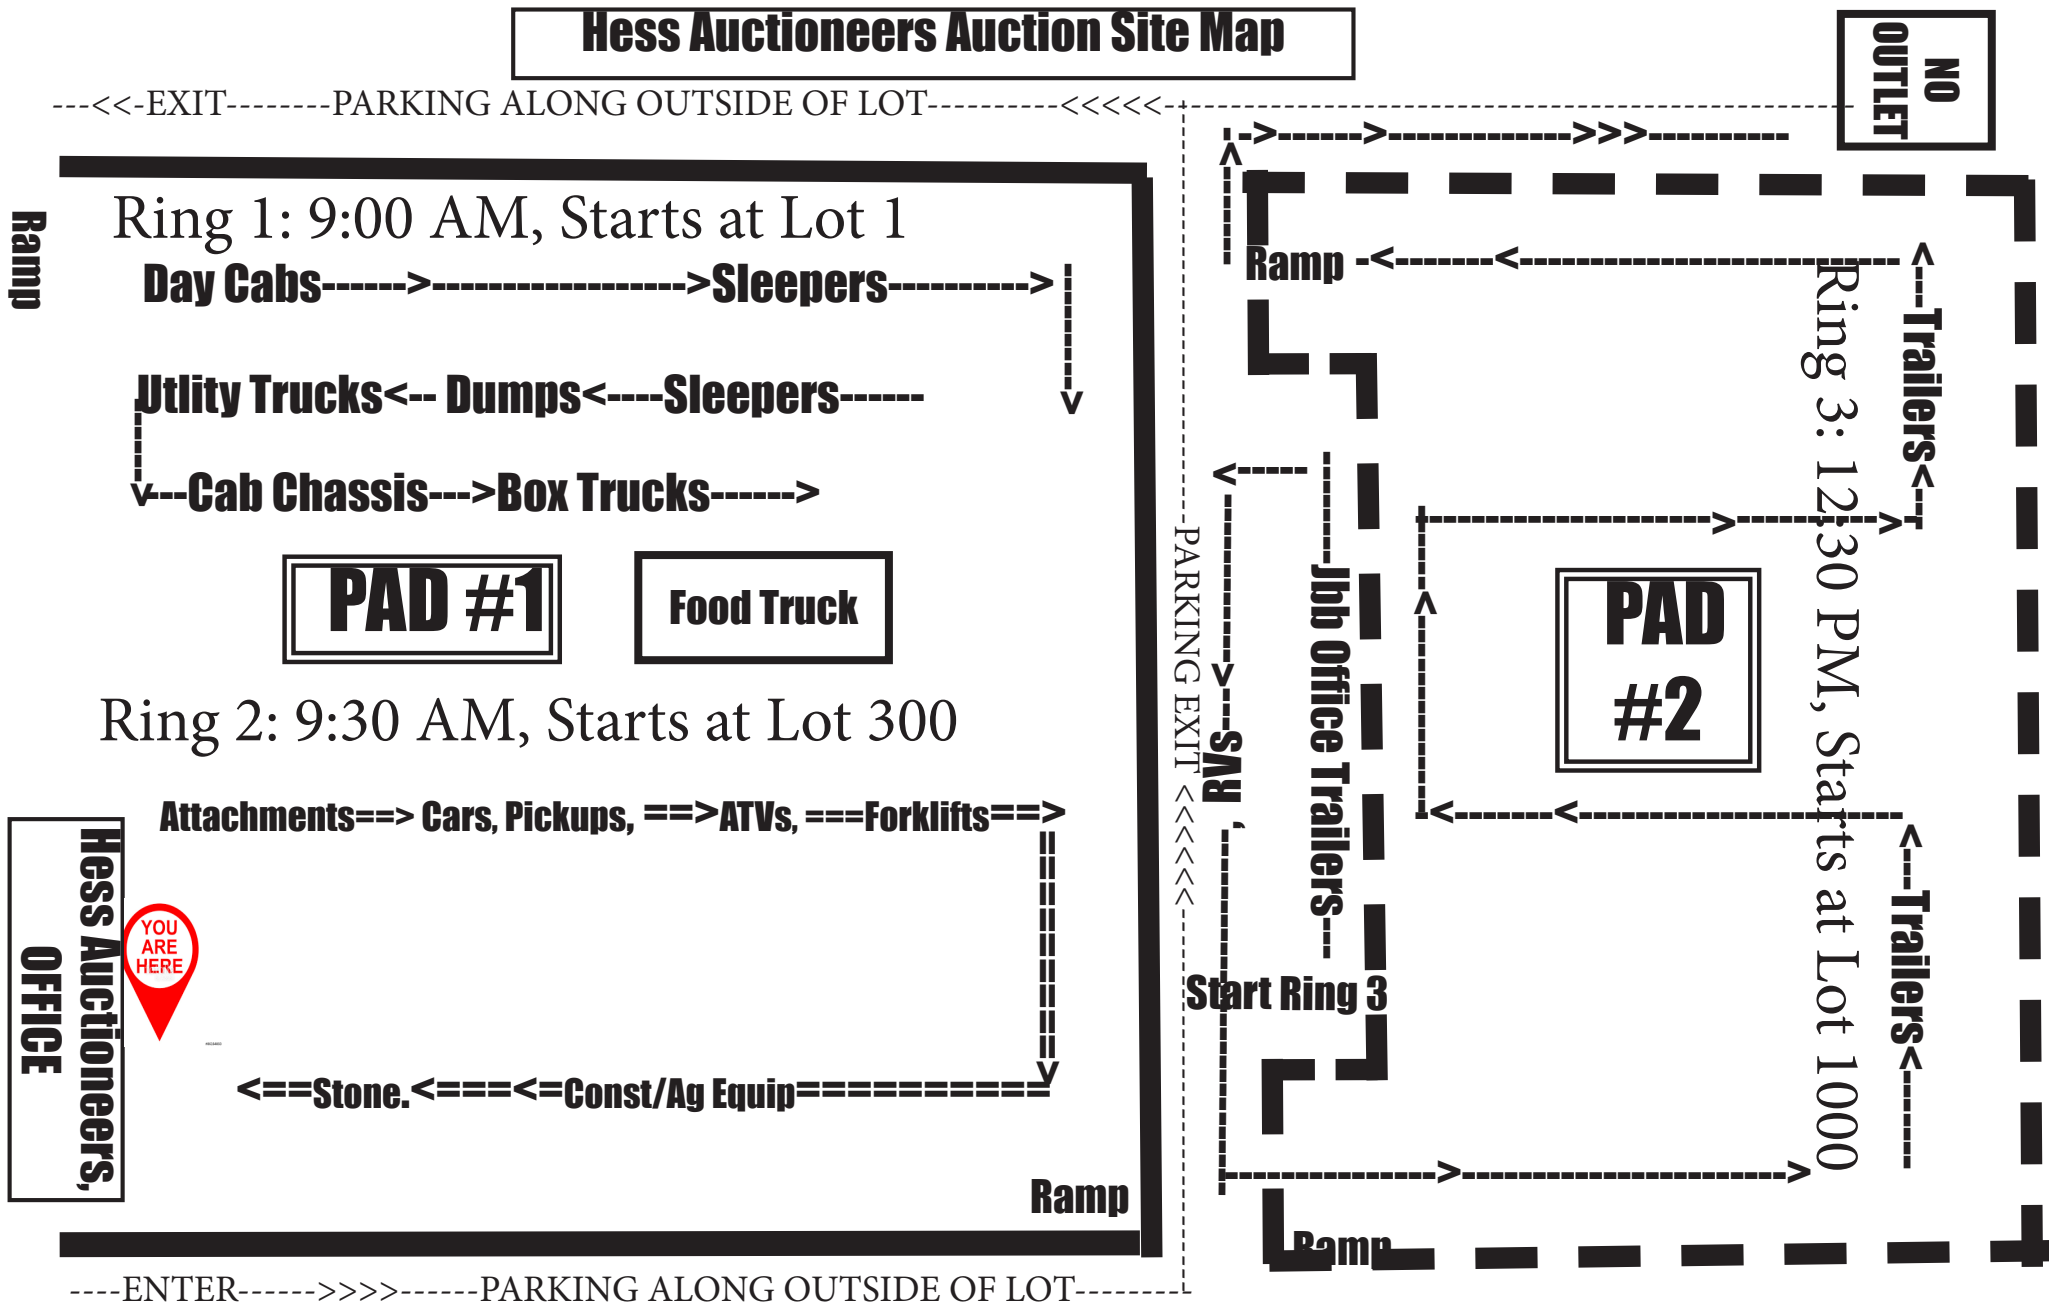 Hess Auctioneers Auction Site Map
NO
OUTLET
---<<-EXIT--------PARKING ALONG OUTSIDE OF LOT----------<<<<<-
->------>------------->>>----------
Ramp
Ring 1: 9:00 AM, Starts at Lot 1
Day Cabs------>------------------>Sleepers---------->
Utlity Trucks<-- Dumps<----Sleepers------
---Cab Chassis--->Box Trucks------>
PAD #1
Food Truck
Ring 2: 9:30 AM, Starts at Lot 300
Attachments==> Cars, Pickups, ==>ATVs, ===Forklifts==>
Hess Auctioneers,
OFFICE
YOU
ARE
HERE
<==Stone.<===<=Const/Ag Equip==========
Ramp
----ENTER------>>>>------PARKING ALONG OUTSIDE OF LOT---------
PARKING EXIT <<<<<<<
RVs ,
Jbb Office Trailers
Start Ring 3
Ramp
Ramp
PAD
#2
Ring 3: 12:30 PM, Starts at Lot 1000
Trailers
Trailers